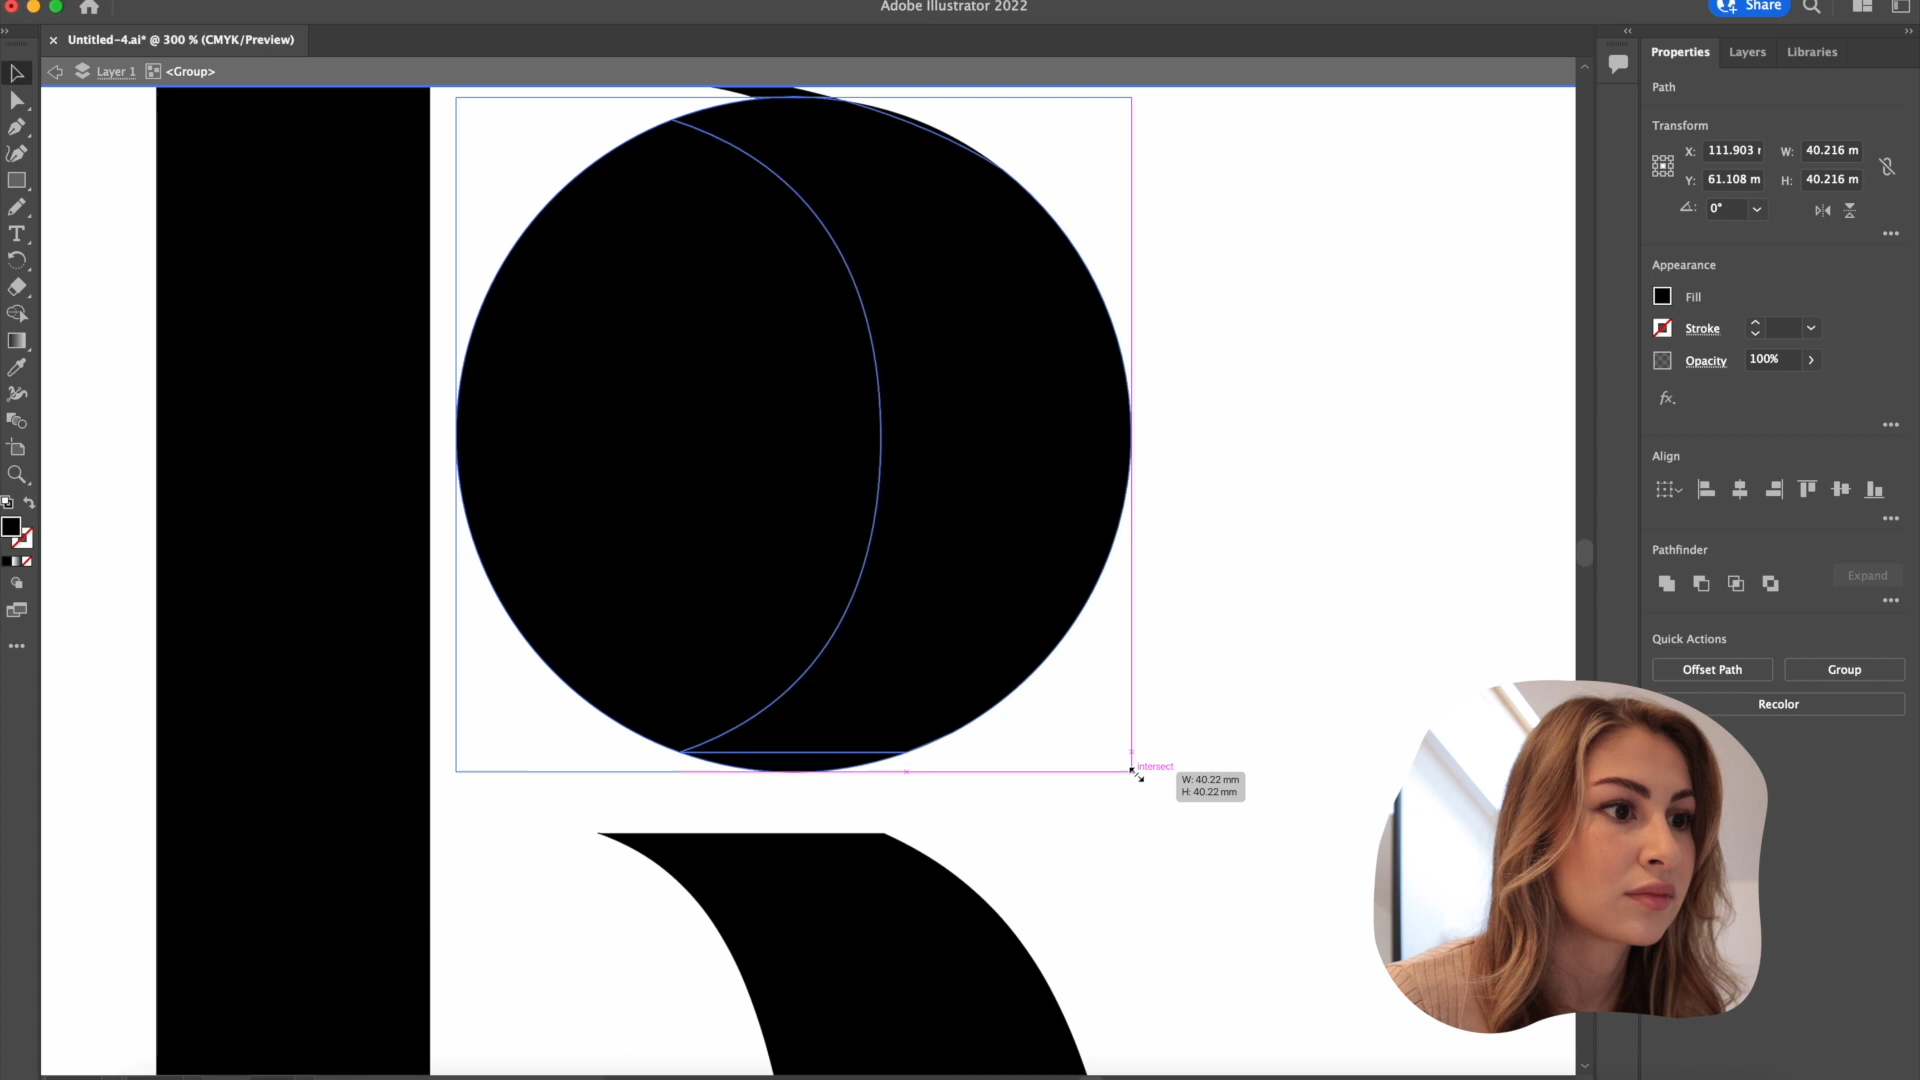 Adobe Illustrator 2022
Share
Untitled-4.ai* @ 300 % (CMYK/Preview)
Layer 1
<Group>
Properties
Layers
Libraries
Path
Transform
X: 111.903 r
W: 40.216 m
Y: 61.108 m
H: 40.216 m
0°
Appearance
Fill
Stroke
Opacity
100%
fx.
Align
Pathfinder
Expand
Quick Actions
Offset Path
Group
Recolor
intersect
W: 40.22 mm
H: 40.22 mm